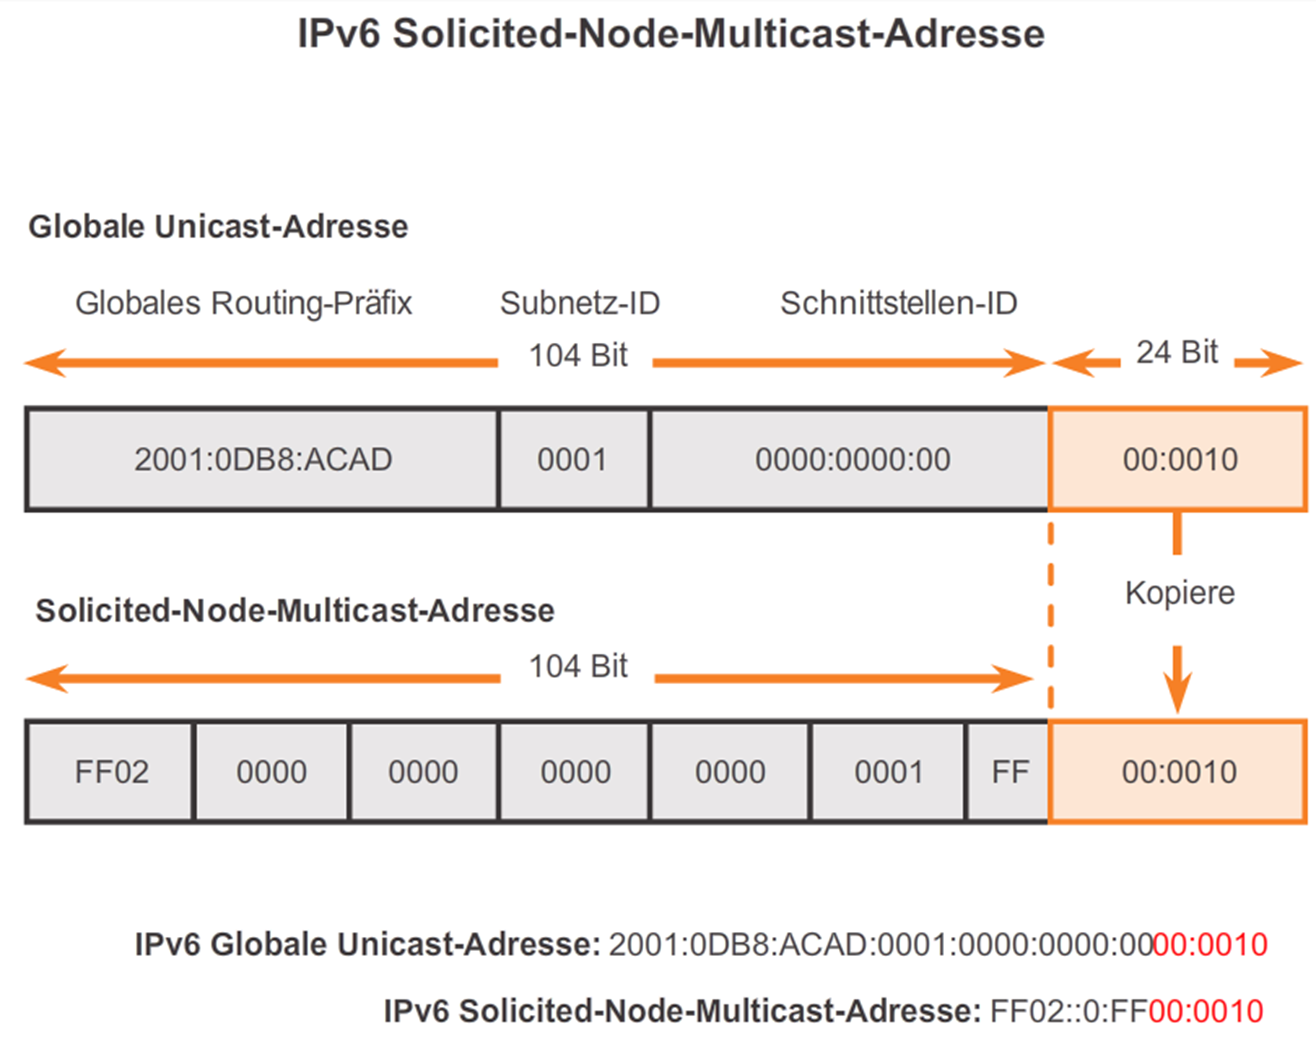 IPv6 Solicited-Node-Multicast-Adresse
Globale Unicast-Adresse
Globales Routing-Präfix Subnetz-ID Schnittstellen-ID
104 Bit 24 Bit
2001:0DB8:ACAD 0001 0000:0000:00 00:0010
Kopiere
Solicited-Node-Multicast-Adresse
104 Bit
FF02 0000 0000 0000 0000 0001 FF 00:0010
IPv6 Globale Unicast-Adresse: 2001:0DB8:ACAD:0001:0000:0000:0000:0010
IPv6 Solicited-Node-Multicast-Adresse: FF02::0:FF00:0010